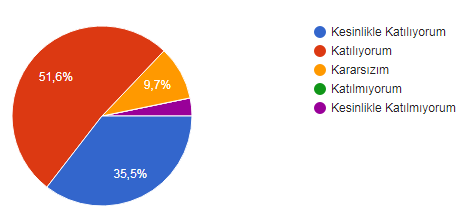 51,6%
9,7%
35,5%
Kesinlikle Katılıyorum
Katılıyorum
Kararsızım
Katılmıyorum
Kesinlikle Katılmıyorum